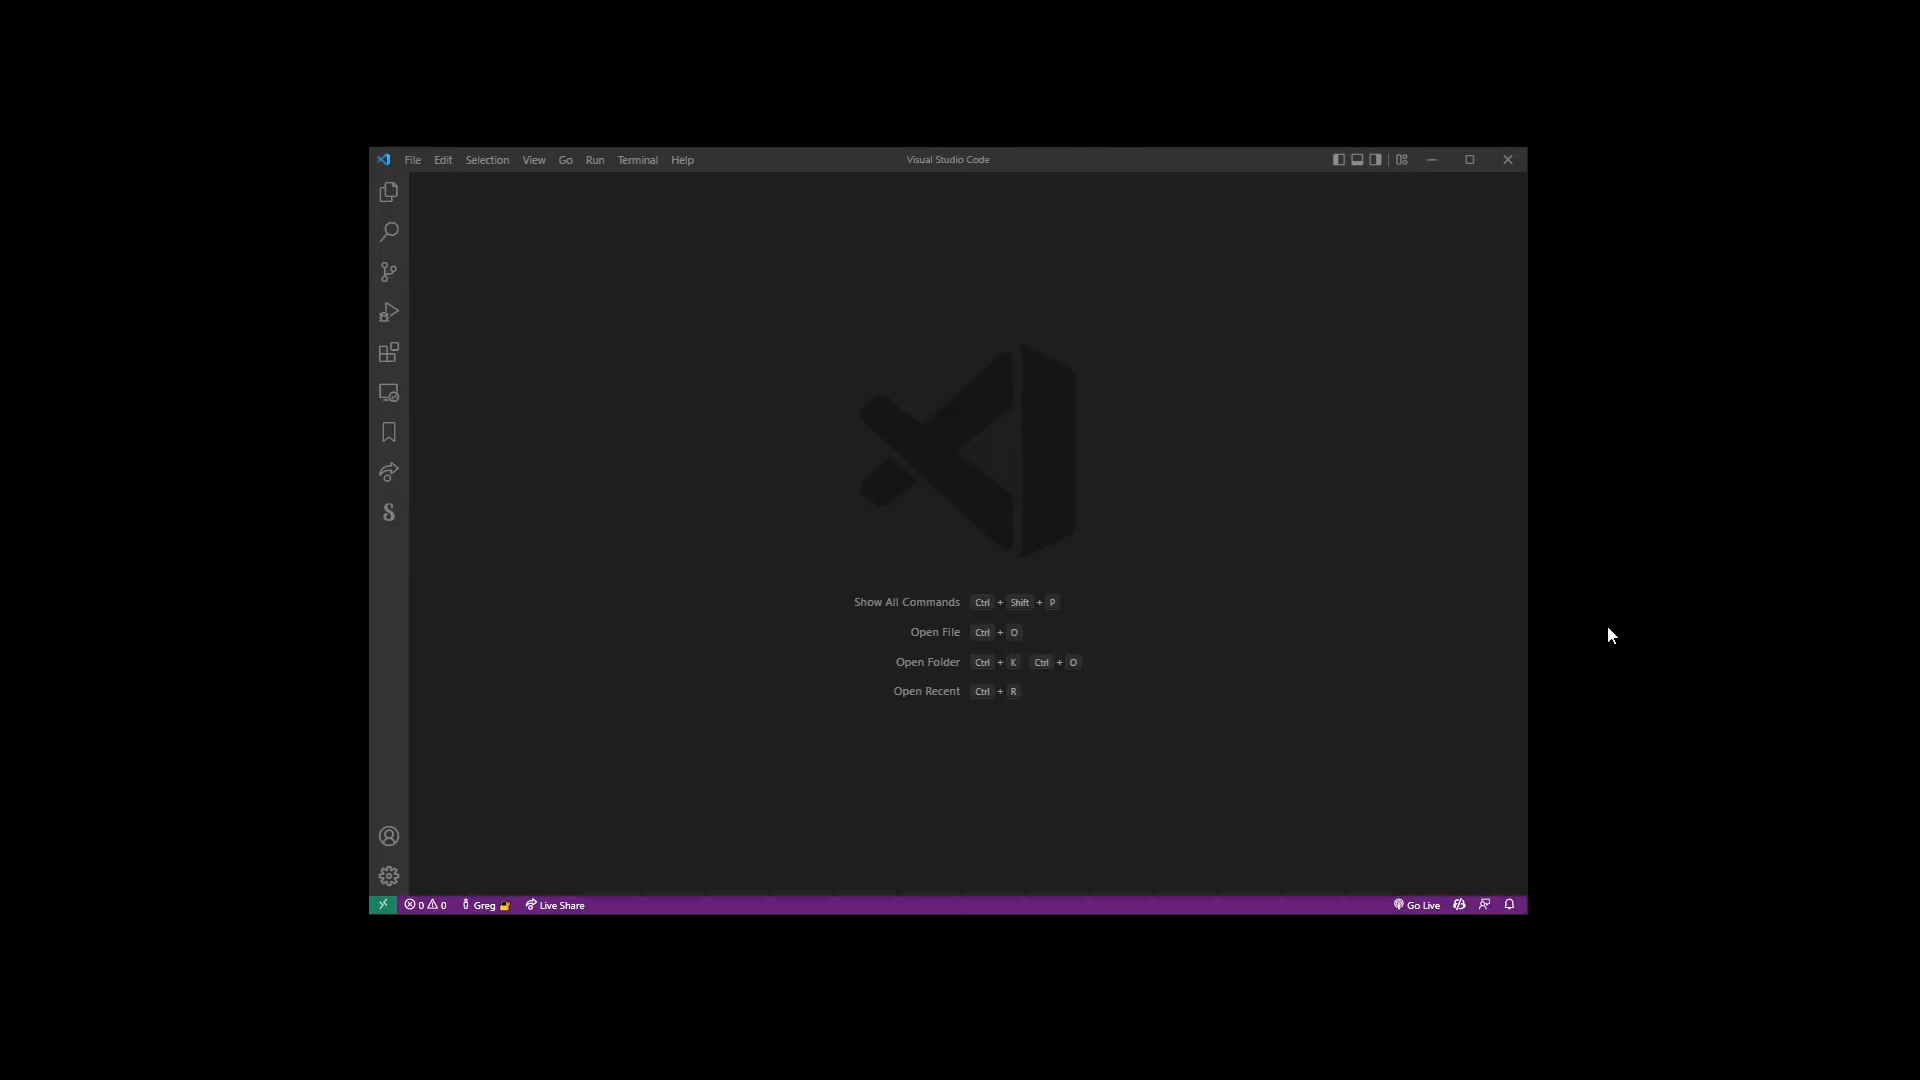 File Edit Selection View Go Run Terminal Help Visual Studio Code
Show All Commands Ctrl + Shift + P
Open File Ctrl + O
Open Folder Ctrl + K Ctrl + O
Open Recent Ctrl + R
0 0 Greg Live Share Go Live